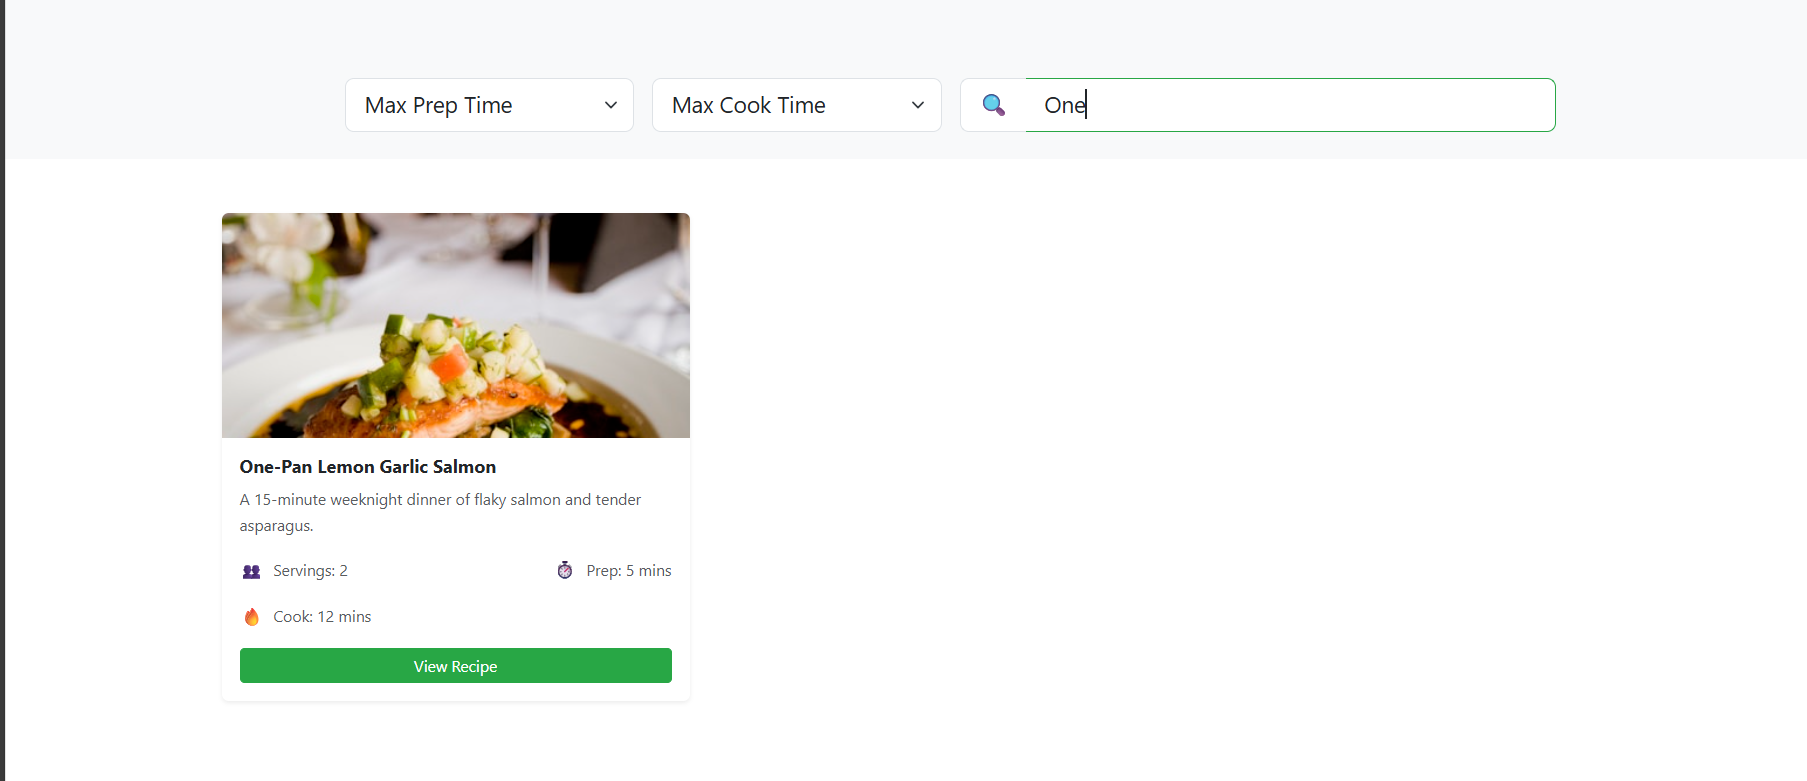 Max Prep Time
Max Cook Time
One
One-Pan Lemon Garlic Salmon
A 15-minute weeknight dinner of flaky salmon and tender
asparagus.
Servings: 2
Prep: 5 mins
Cook: 12 mins
View Recipe